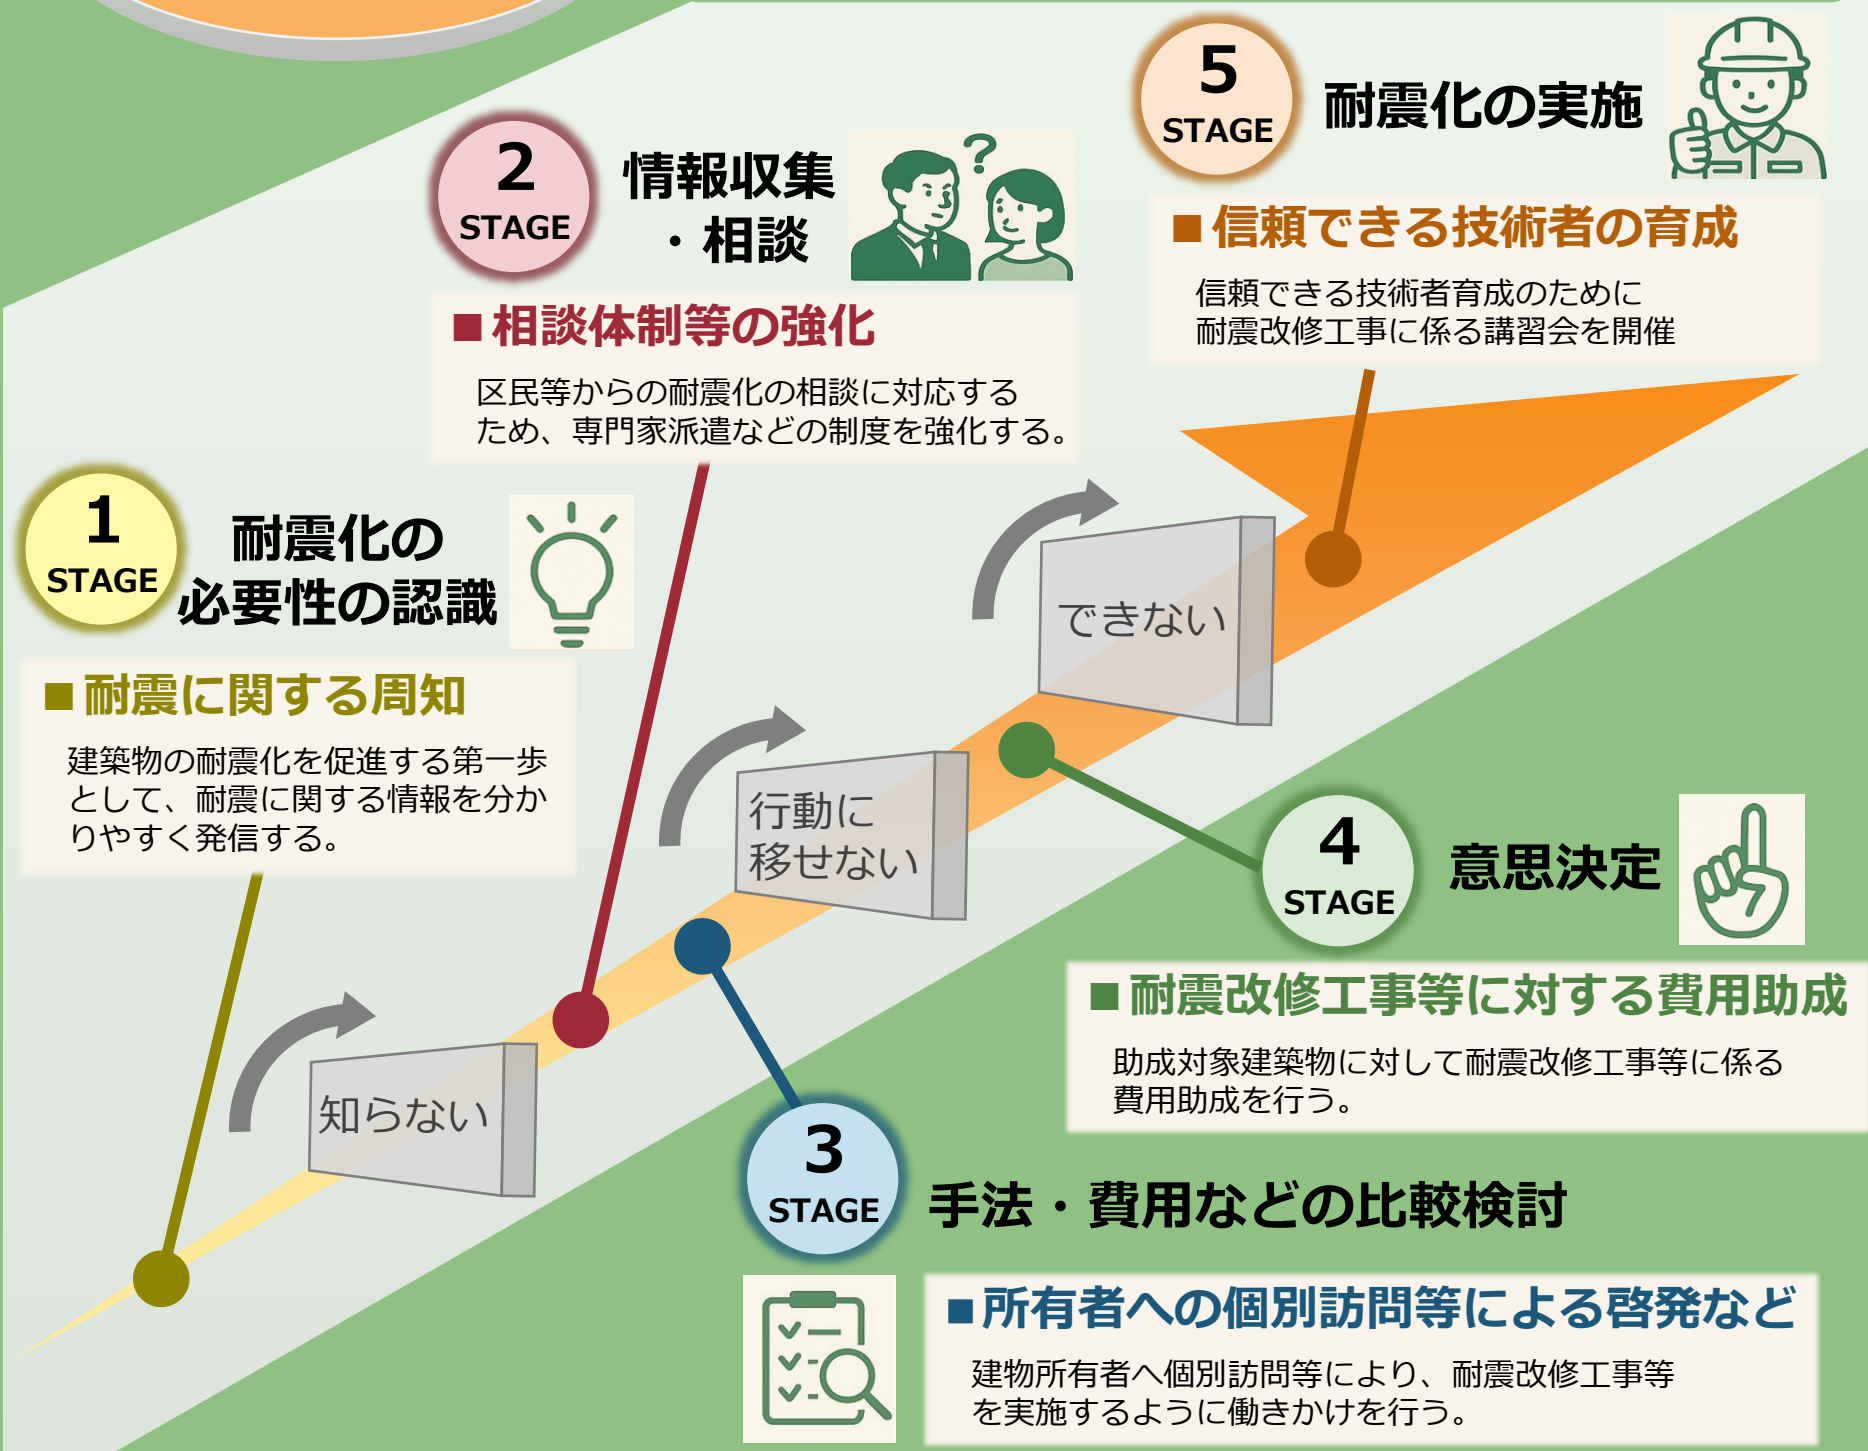 1
STAGE
耐震化の
必要性の認識
■耐震に関する周知
建築物の耐震化を促進する第一歩
として、耐震に関する情報を分か
りやすく発信する。
2
STAGE
情報収集
・相談
?
■相談体制等の強化
区民等からの耐震化の相談に対応する
ため、専門家派遣などの制度を強化する。
3
STAGE
手法・費用などの比較検討
■所有者への個別訪問等による啓発など
建物所有者へ個別訪問等により、耐震改修工事等
を実施するように働きかけを行う。
4
STAGE
意思決定
■耐震改修工事等に対する費用助成
助成対象建築物に対して耐震改修工事等に係る
費用助成を行う。
5
STAGE
耐震化の実施
■信頼できる技術者の育成
信頼できる技術者育成のために
耐震改修工事に係る講習会を開催
知らない
行動に
移せない
できない